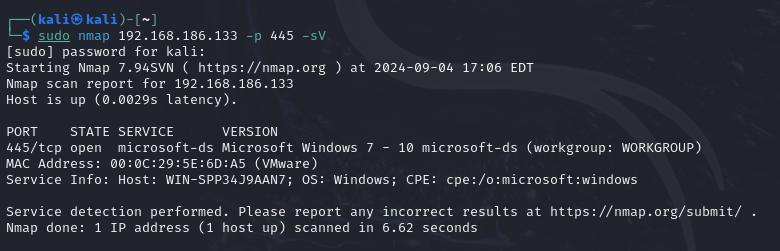 ┌──(kali㉿kali)-[~]
└─$ sudo nmap 192.168.186.133 -p 445 -sV
[sudo] password for kali:
Starting Nmap 7.94SVN ( https://nmap.org ) at 2024-09-04 17:06 EDT
Nmap scan report for 192.168.186.133
Host is up (0.0029s latency).
PORT    STATE SERVICE      VERSION
445/tcp open  microsoft-ds Microsoft Windows 7 - 10 microsoft-ds (workgroup: WORKGROUP)
MAC Address: 00:0C:29:5E:6D:A5 (VMware)
Service Info: Host: WIN-SPP34J9AAN7; OS: Windows; CPE: cpe:/o:microsoft:windows
Service detection performed. Please report any incorrect results at https://nmap.org/submit/ .
Nmap done: 1 IP address (1 host up) scanned in 6.62 seconds